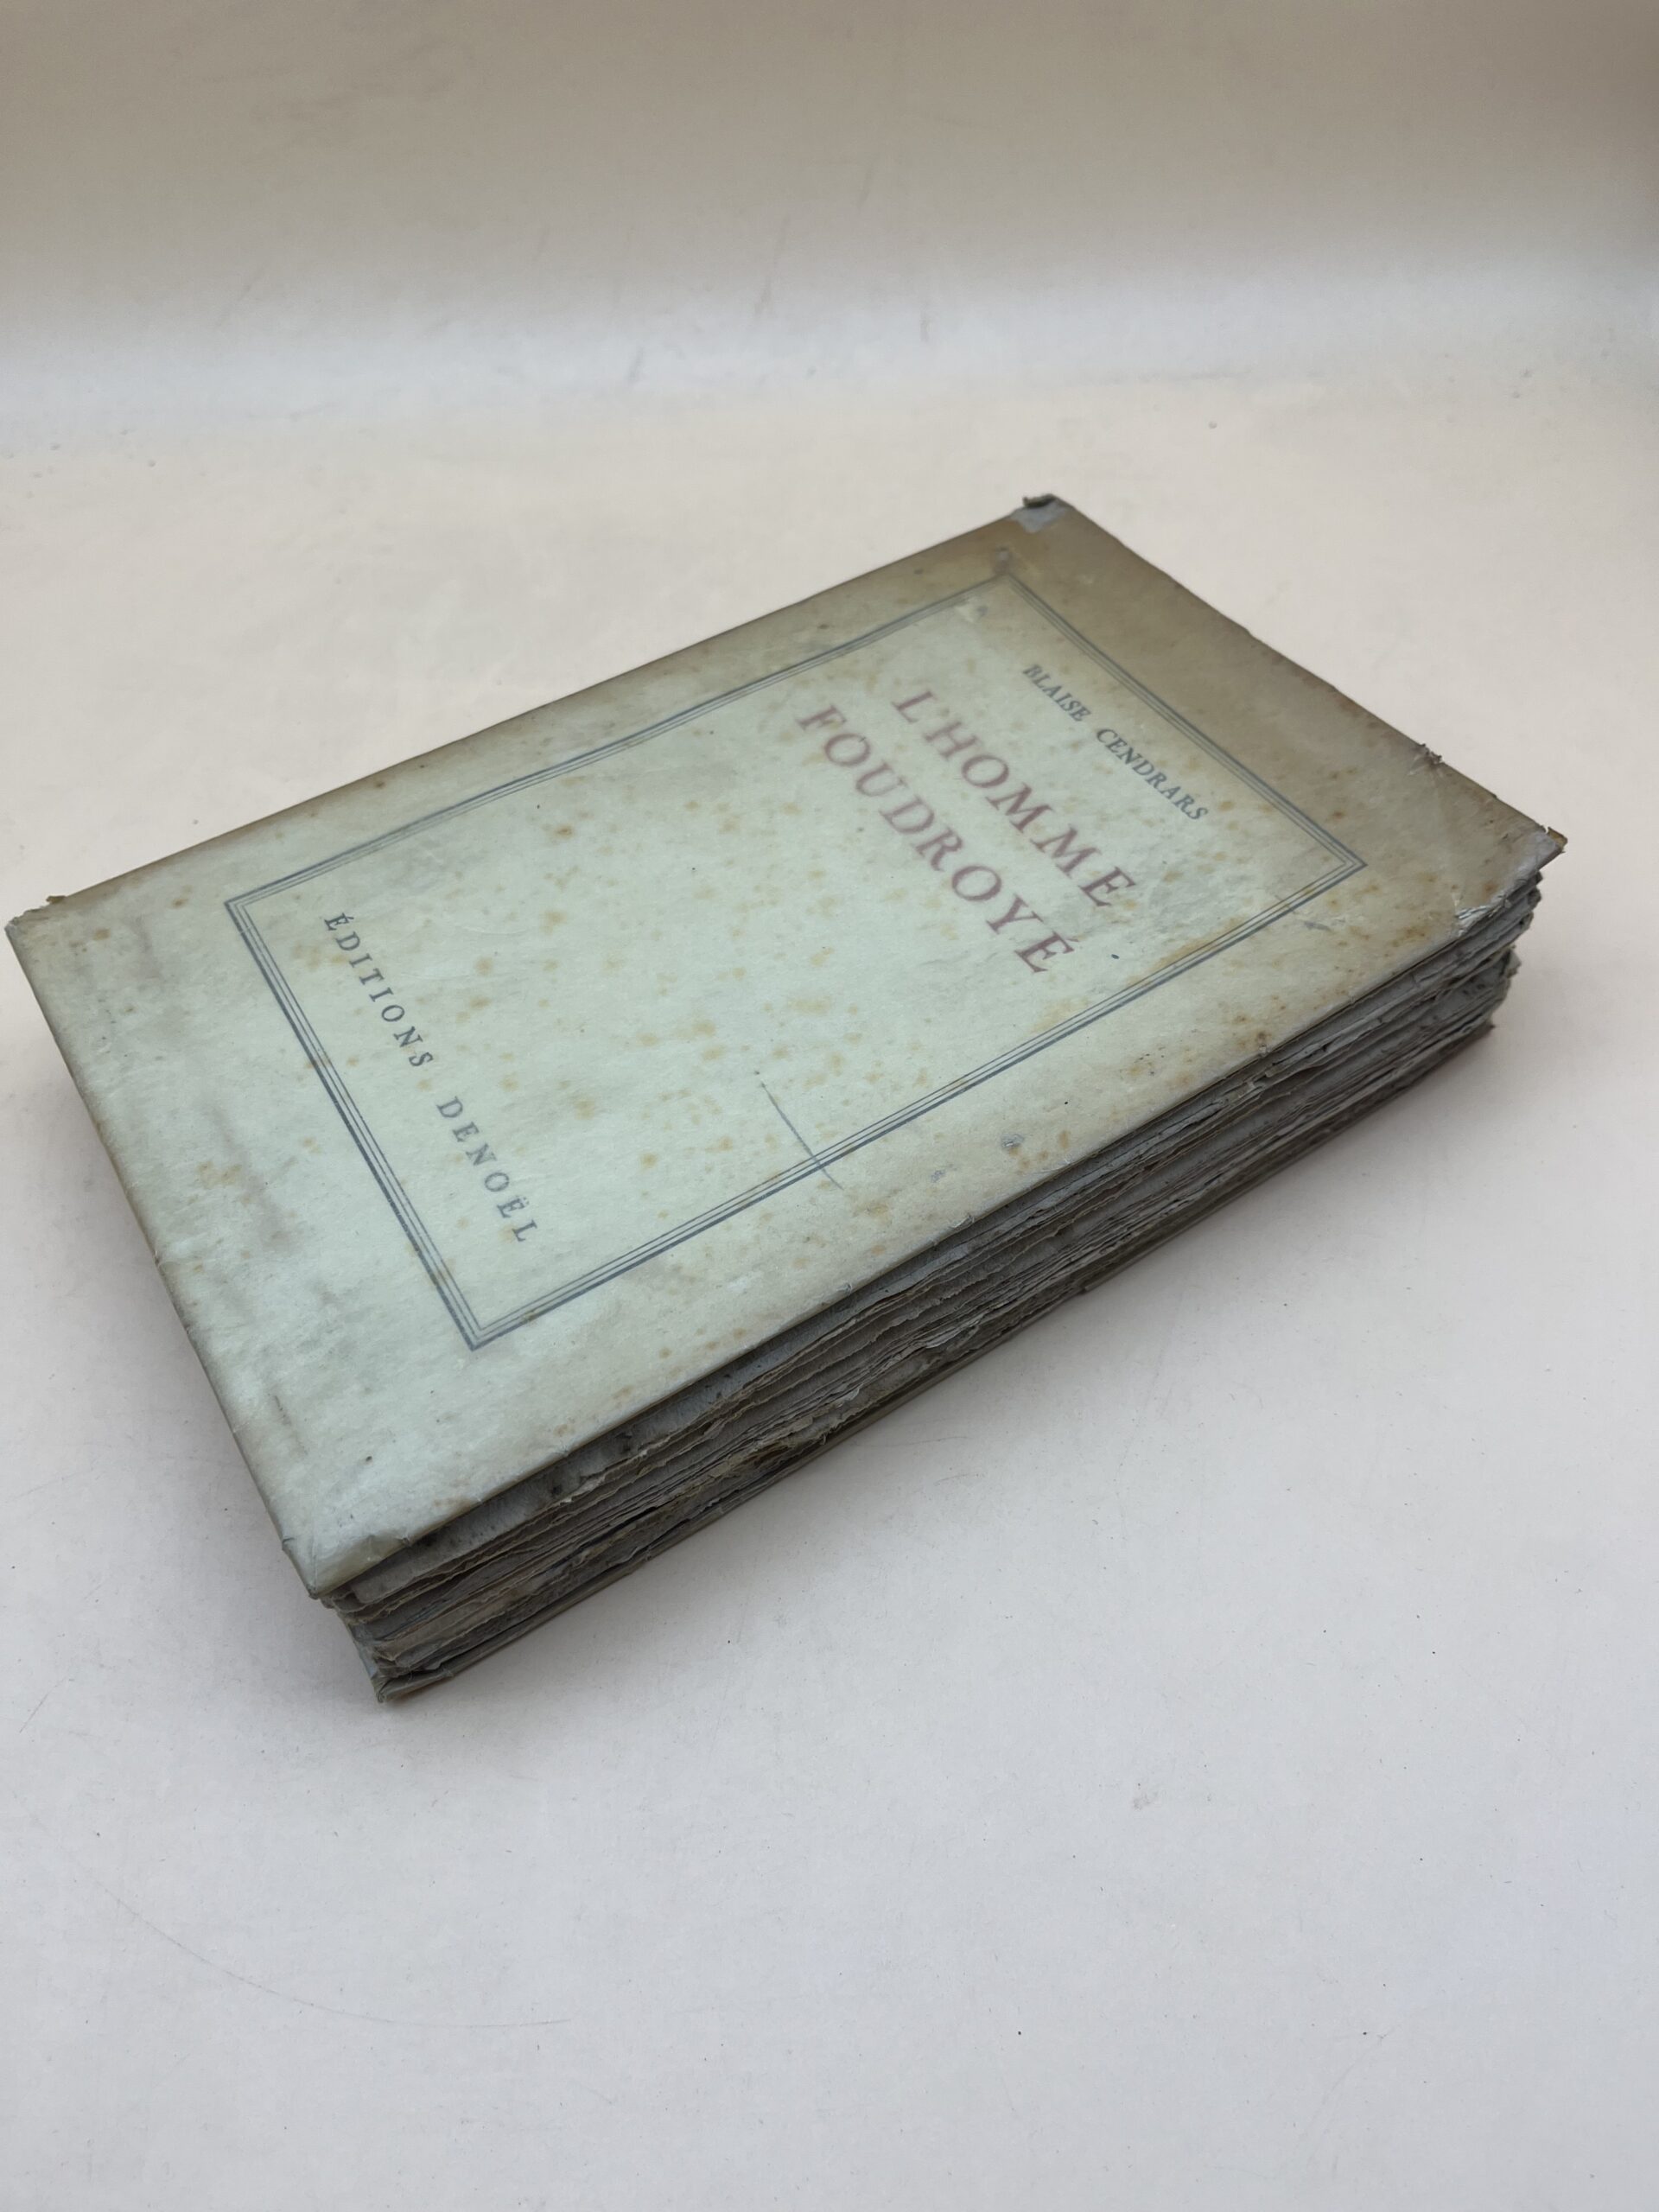 BLAISE CENDRARS
L'HOMME
FOUDROYÉ
ÉDITIONS DENOËL